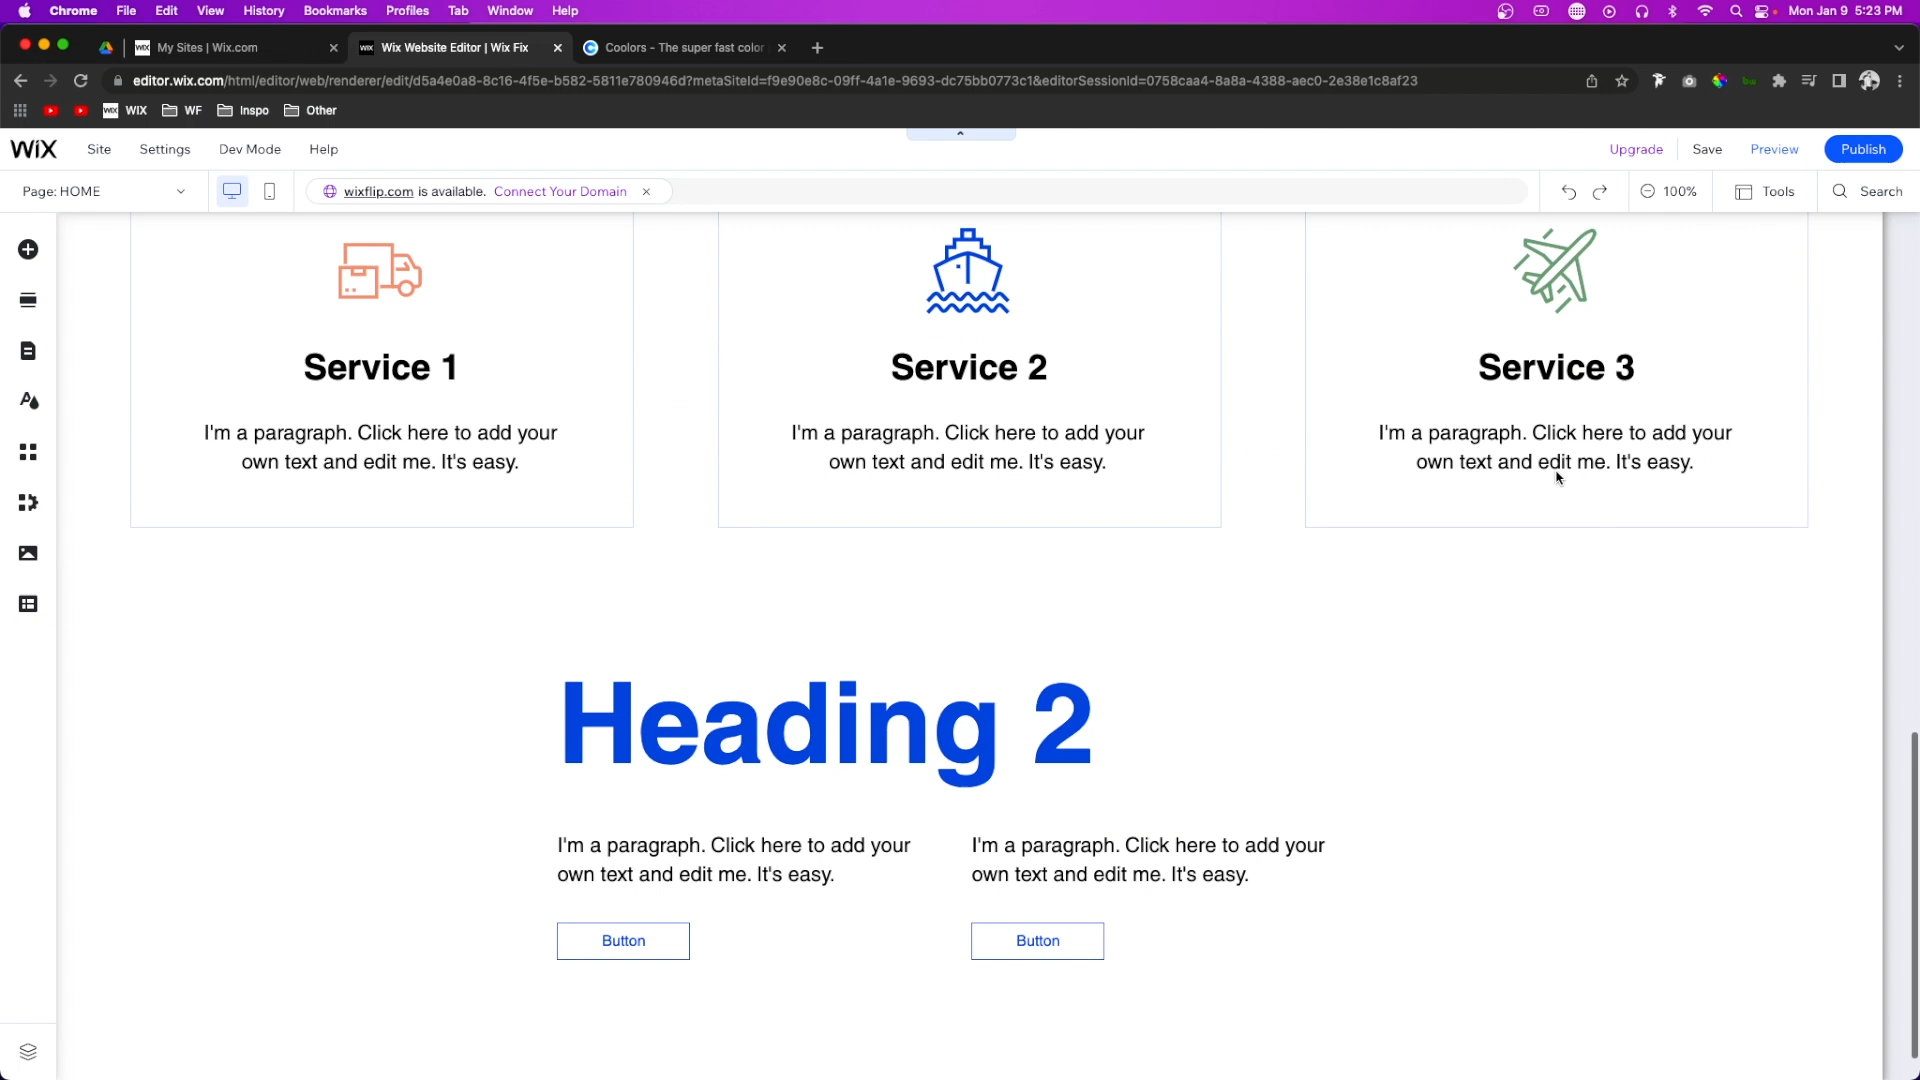 Chrome File Edit View History Bookmarks Profiles Tab Window Help Mon Jan 9 5:23 PM
WIX My Sites | Wix.com WIX Wix Website Editor | Wix Fix Coolors - The super fast color
editor.wix.com/html/editor/web/renderer/edit/d5a4e0a8-8c16-4f5e-b582-5811e780946d?metaSiteId=f9e90e8c-09ff-4a1e-9693-dc75bb0773c1&editorSessionId=0758caa4-8a8a-4388-aec0-2e38e1c8af23
WIX WIX WF Inspo Other
WIX Site Settings Dev Mode Help Upgrade Save Preview Publish
Page: HOME wixflip.com is available. Connect Your Domain 100% Tools Search
Service 1
I'm a paragraph. Click here to add your
own text and edit me. It's easy.
Service 2
I'm a paragraph. Click here to add your
own text and edit me. It's easy.
Service 3
I'm a paragraph. Click here to add your
own text and edit me. It's easy.
Heading 2
I'm a paragraph. Click here to add your
own text and edit me. It's easy.
Button
I'm a paragraph. Click here to add your
own text and edit me. It's easy.
Button